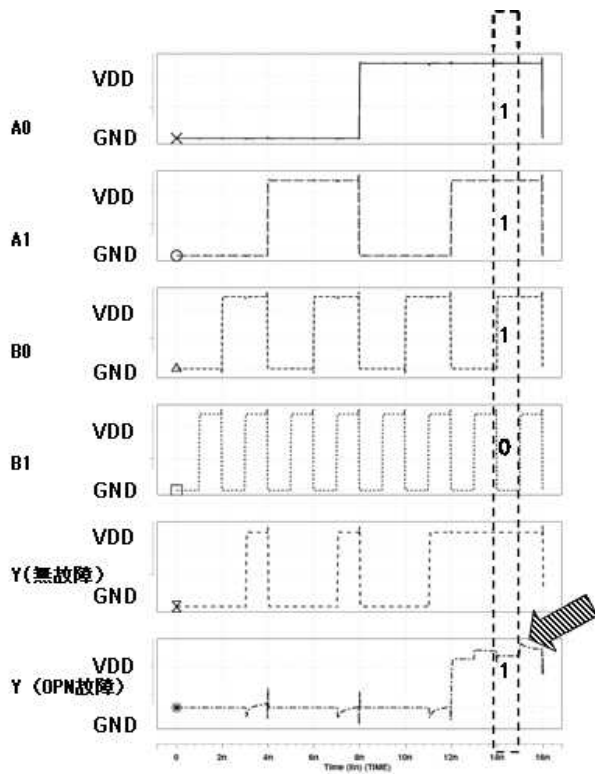 VDD
A0
1
GND
VDD
A1
1
GND
VDD
B0
1
GND
VDD
B1
0
GND
VDD
Y(無故障)
GND
VDD
Y (OPN故障)
1
GND
0 2n 4n 6n 8n 10n 12n 14n 16n
Time (lin) (TIME)